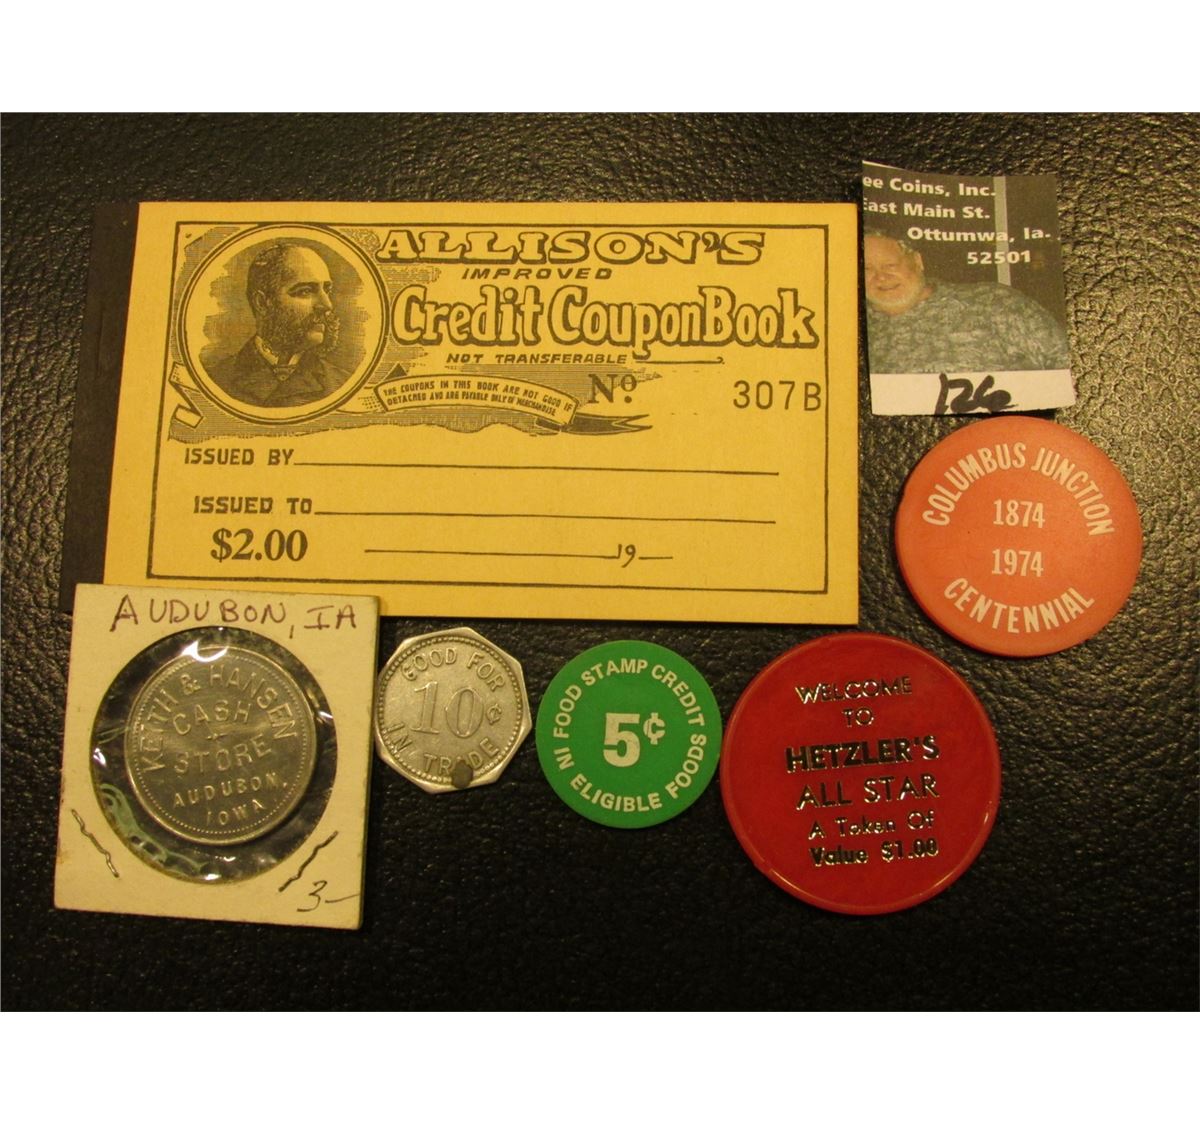 ALLISON'S
IMPROVED
Credit Coupon Book
NOT TRANSFERABLE
THE COUPONS IN THIS BOOK ARE NOT GOOD IF
DETACHED AND ARE PAYABLE ONLY IN MERCHANDISE
No. 307B
ISSUED BY
ISSUED TO
$2.00 19
ee Coins, Inc.
East Main St.
Ottumwa, Ia.
52501
126
COLUMBUS JUNCTION
1874
1974
CENTENNIAL
AUDUBON, IA
KEITH & HANSEN
CASH
STORE
AUDUBON,
IOWA
3-
GOOD FOR
10¢
IN TRADE
IN FOOD STAMP CREDIT
5¢
IN ELIGIBLE FOODS
WELCOME
TO
HETZLER'S
ALL STAR
A Token Of
Value $1.00